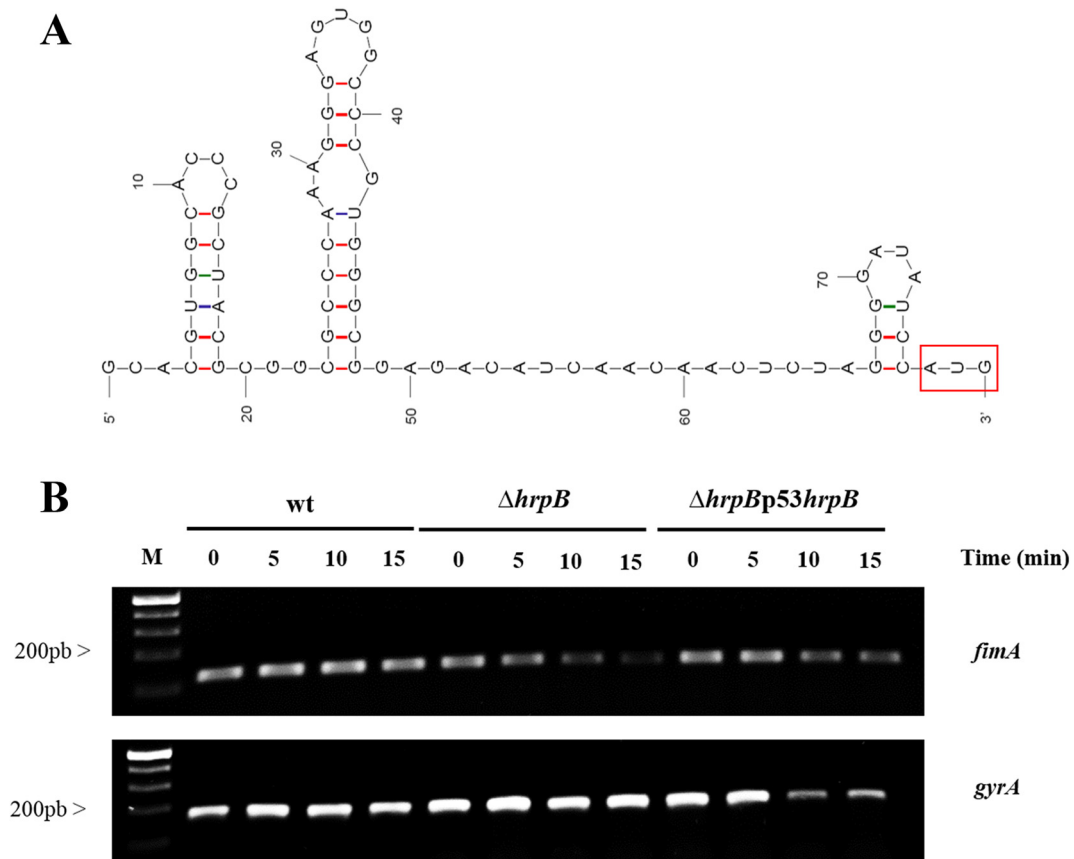 A
G C A C G U G G C A C C C G C U A C G C G G C G C C C A A A G G G A G U G G C C C G U G G G C G G A G A C A U C A A C A A C U C U A G G G G A U A U C C A U G
10
20
30
40
50
60
70
5'
3'
B
wt ΔhrpB ΔhrpBp53hrpB
M 0 5 10 15 0 5 10 15 0 5 10 15 Time (min)
200pb > fimA
200pb > gyrA